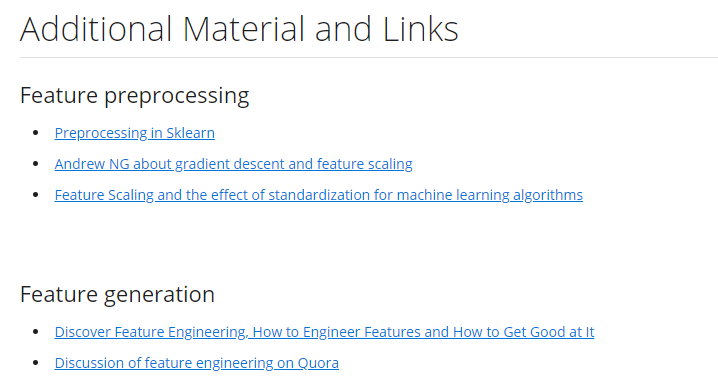 Additional Material and Links
Feature preprocessing
Preprocessing in Sklearn
Andrew NG about gradient descent and feature scaling
Feature Scaling and the effect of standardization for machine learning algorithms
Feature generation
Discover Feature Engineering, How to Engineer Features and How to Get Good at It
Discussion of feature engineering on Quora